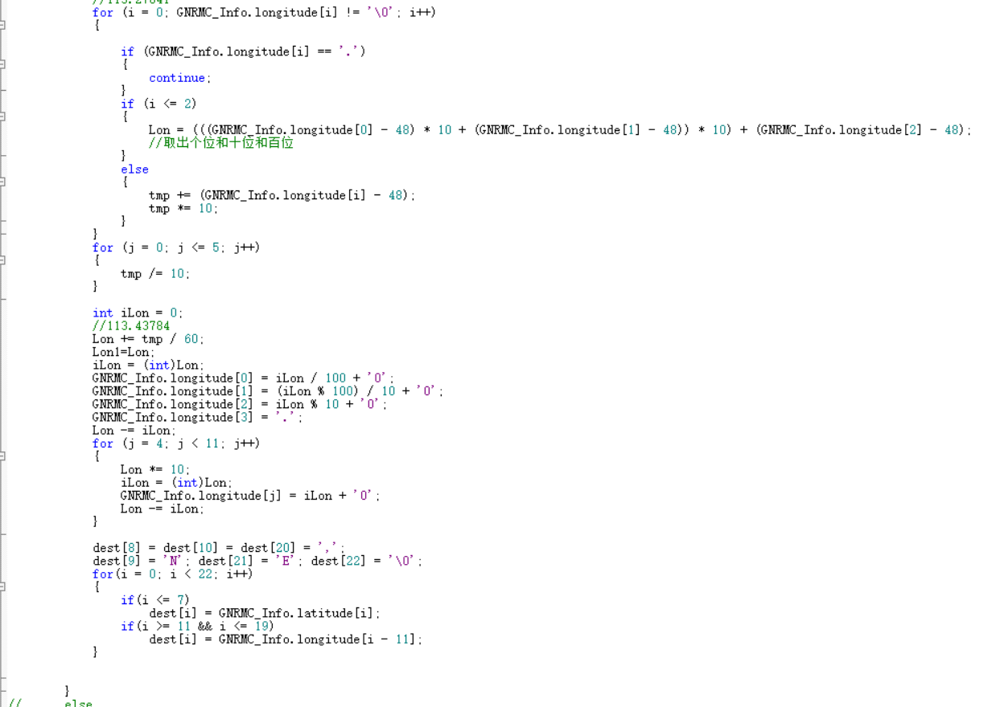 //113.27841
for (i = 0; GNRMC_Info.longitude[i] != '\0'; i++)
{
if (GNRMC_Info.longitude[i] == '.')
{
continue;
}
if (i <= 2)
{
Lon = (((GNRMC_Info.longitude[0] - 48) * 10 + (GNRMC_Info.longitude[1] - 48)) * 10) + (GNRMC_Info.longitude[2] - 48);
//取出个位和十位和百位
}
else
{
tmp += (GNRMC_Info.longitude[i] - 48);
tmp *= 10;
}
}
for (j = 0; j <= 5; j++)
{
tmp /= 10;
}
int iLon = 0;
//113.43784
Lon += tmp / 60;
Lon1=Lon;
iLon = (int)Lon;
GNRMC_Info.longitude[0] = iLon / 100 + '0';
GNRMC_Info.longitude[1] = (iLon % 100) / 10 + '0';
GNRMC_Info.longitude[2] = iLon % 10 + '0';
GNRMC_Info.longitude[3] = '.';
Lon -= iLon;
for (j = 4; j < 11; j++)
{
Lon *= 10;
iLon = (int)Lon;
GNRMC_Info.longitude[j] = iLon + '0';
Lon -= iLon;
}
dest[8] = dest[10] = dest[20] = ',';
dest[9] = 'N'; dest[21] = 'E'; dest[22] = '\0';
for(i = 0; i < 22; i++)
{
if(i <= 7)
dest[i] = GNRMC_Info.latitude[i];
if(i >= 11 && i <= 19)
dest[i] = GNRMC_Info.longitude[i - 11];
}
}
// else